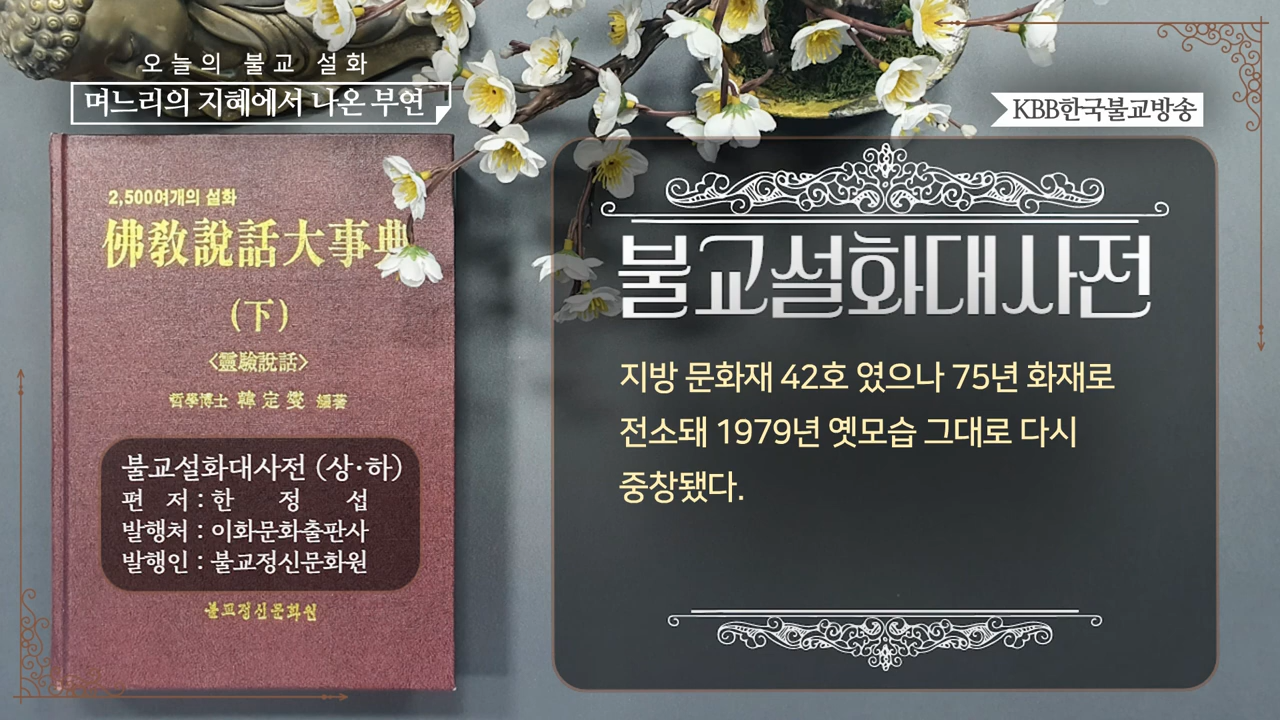 오늘의 불교 설화
며느리의 지혜에서 나온 부연
KBB한국불교방송
2,500여개의 설화
佛敎說話大事典
(下)
<靈驗說話>
哲學博士 韓定燮 編著
불교설화대사전 (상·하)
편 저 : 한 정 섭
발행처 : 이화문화출판사
발행인 : 불교정신문화원
불교정신문화원
불교설화대사전
지방 문화재 42호 였으나 75년 화재로
전소돼 1979년 옛모습 그대로 다시
중창됐다.